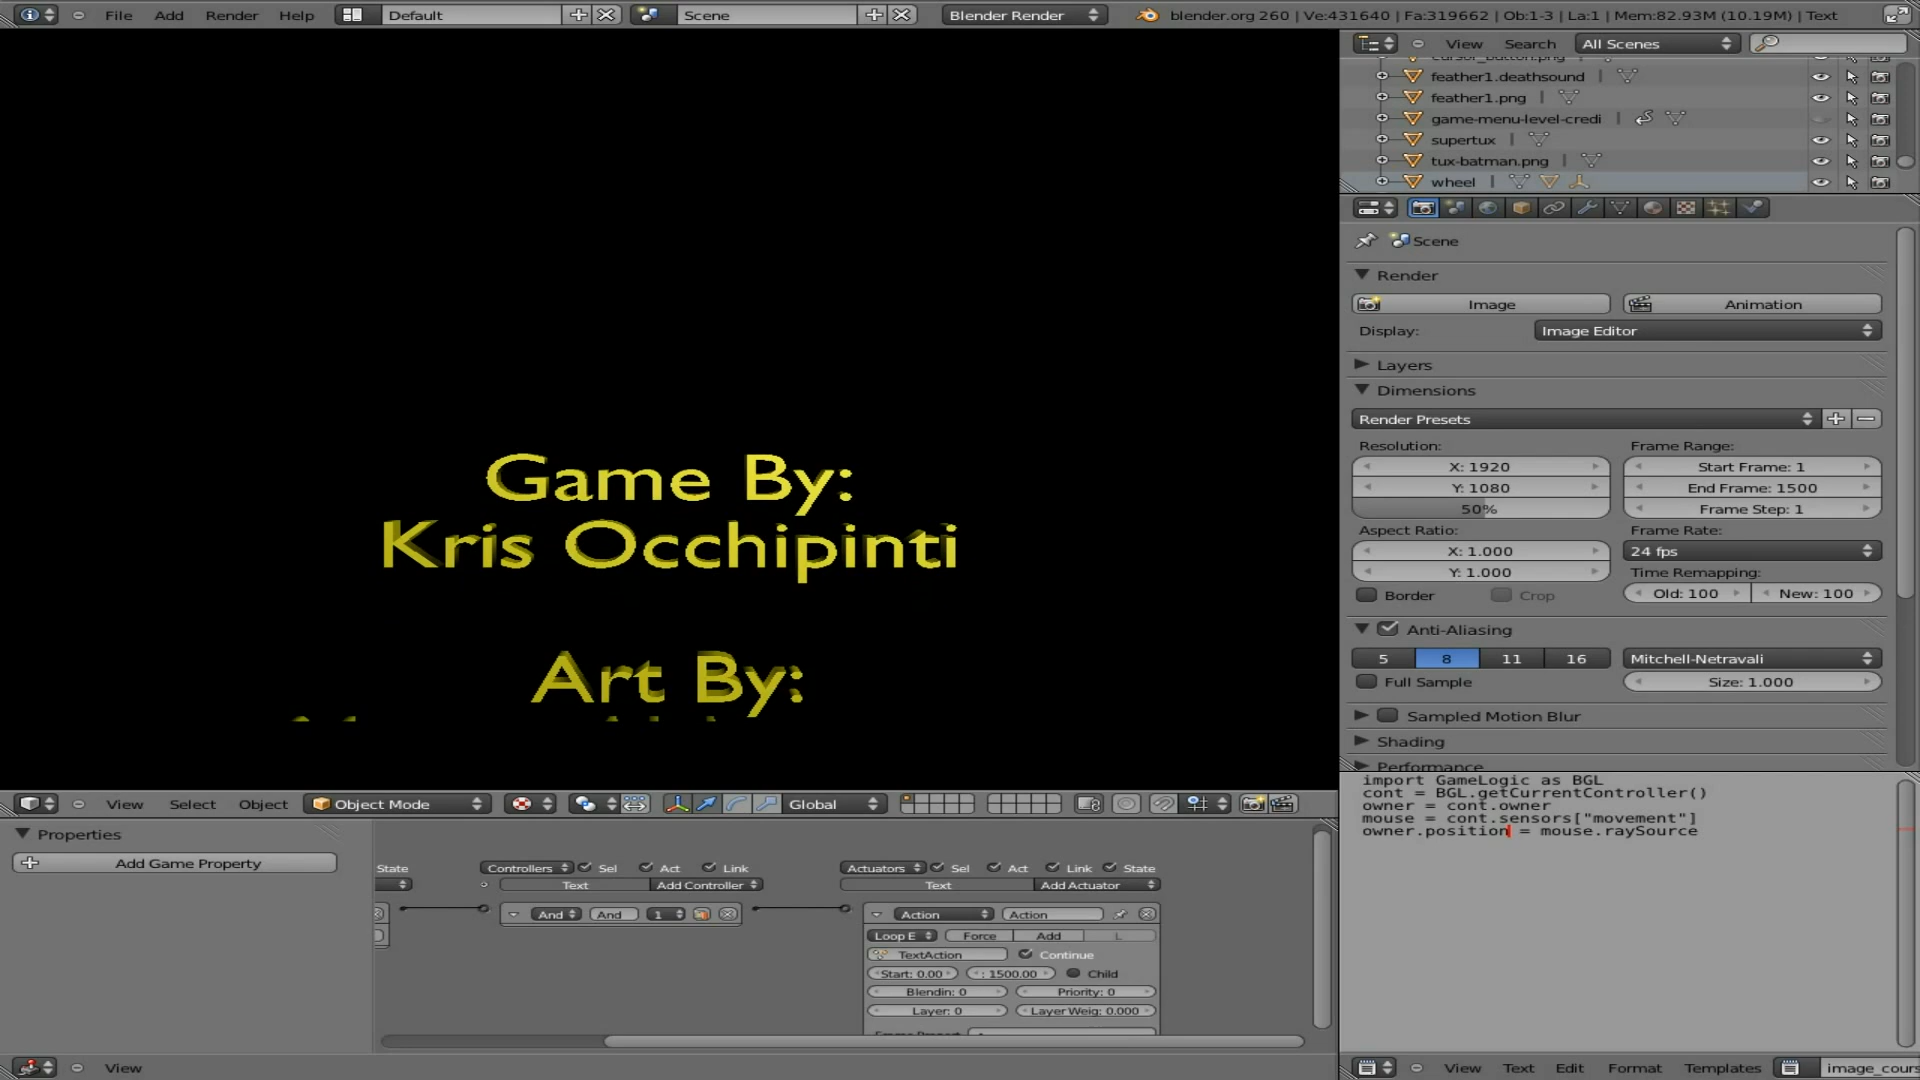 File Add Render Help Default Scene Blender Render blender.org 260 | Ve:431640 | Fa:319662 | Ob:1-3 | La:1 | Mem:82.93M (10.19M) | Text
View Search All Scenes
cursor_button.png
feather1.deathsound
feather1.png
game-menu-level-credi
supertux
tux-batman.png
wheel
Scene
Render
Image Animation
Display: Image Editor
Layers
Dimensions
Render Presets
Resolution: Frame Range:
X: 1920 Start Frame: 1
Y: 1080 End Frame: 1500
50% Frame Step: 1
Aspect Ratio: Frame Rate:
X: 1.000 24 fps
Y: 1.000 Time Remapping:
Border Crop Old: 100 New: 100
Anti-Aliasing
5 8 11 16 Mitchell-Netravali
Full Sample Size: 1.000
Sampled Motion Blur
Shading
Performance
Game By:
Kris Occhipinti
Art By:
View Select Object Object Mode Global
import GameLogic as BGL
cont = BGL.getCurrentController()
owner = cont.owner
mouse = cont.sensors["movement"]
owner.position = mouse.raySource
Properties
Add Game Property
State Controllers Sel Act Link Actuators Sel Act Link State
Text Add Controller Text Add Actuator
And And 1 Action Action
Loop E Force Add L
TextAction Continue
Start: 0.00 : 1500.00 Child
Blendin: 0 Priority: 0
Layer: 0 Layer Weig: 0.000
View
View Text Edit Format Templates image_cours